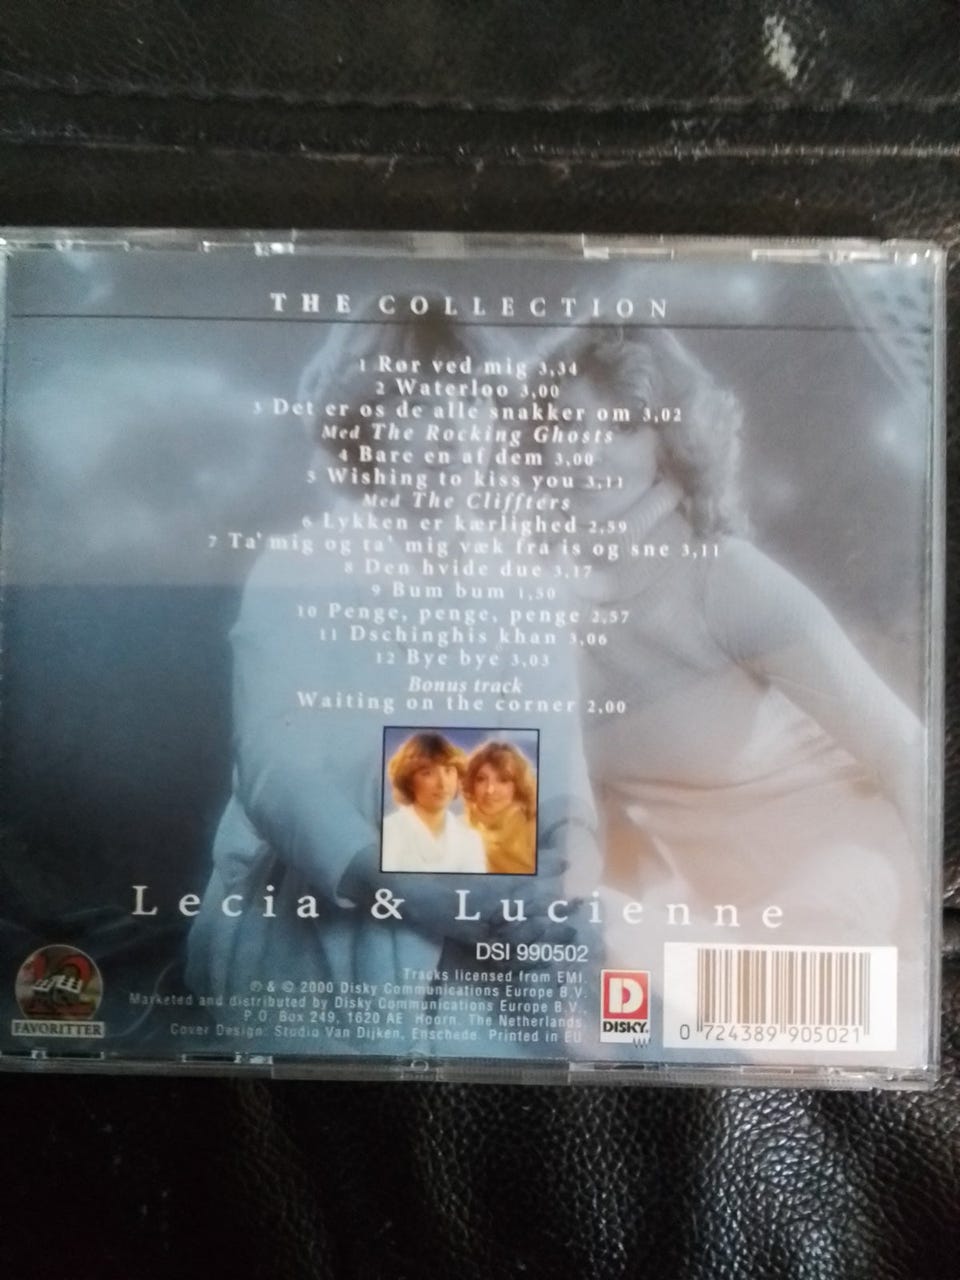 THE COLLECTION
1 Rør ved mig 3,34
2 Waterloo 3,00
3 Det er os de alle snakker om 3,02
Med The Rocking Ghosts
4 Bare en af dem 3,00
5 Wishing to kiss you 3,11
Med The Cliffters
6 Lykken er kærlighed 2,59
7 Ta' mig og ta' mig væk fra is og sne 3,11
8 Den hvide due 3,17
9 Bum bum 1,50
10 Penge, penge, penge 2,57
11 Dschinghis khan 3,06
12 Bye bye 3,03
Bonus track
Waiting on the corner 2,00
Lecia & Lucienne
DSI 990502
Tracks licensed from EMI.
℗ & © 2000 Disky Communications Europe B.V.
Marketed and distributed by Disky Communications Europe B.V.,
P.O. Box 249, 1620 AE Hoorn, The Netherlands.
Cover Design: Studio Van Dijken, Enschede. Printed in EU.
FAVORITTER
D
DISKY
0 724389 905021